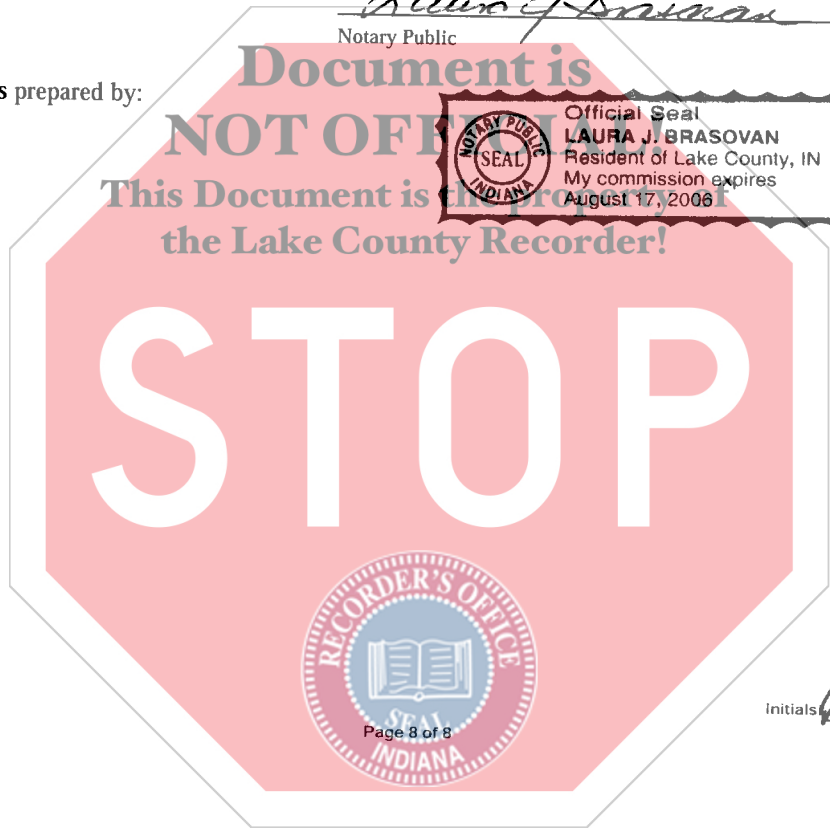 Laura J Brasovan
Notary Public
Document is
s prepared by:
NOT OFFICIAL!
Official Seal
LAURA J. BRASOVAN
Resident of Lake County, IN
My commission expires
August 17, 2006
NOTARY PUBLIC
SEAL
INDIANA
This Document is the property of
the Lake County Recorder!
STOP
RECORDER'S OFFICE
SEAL
INDIANA
Page 8 of 8
Initials